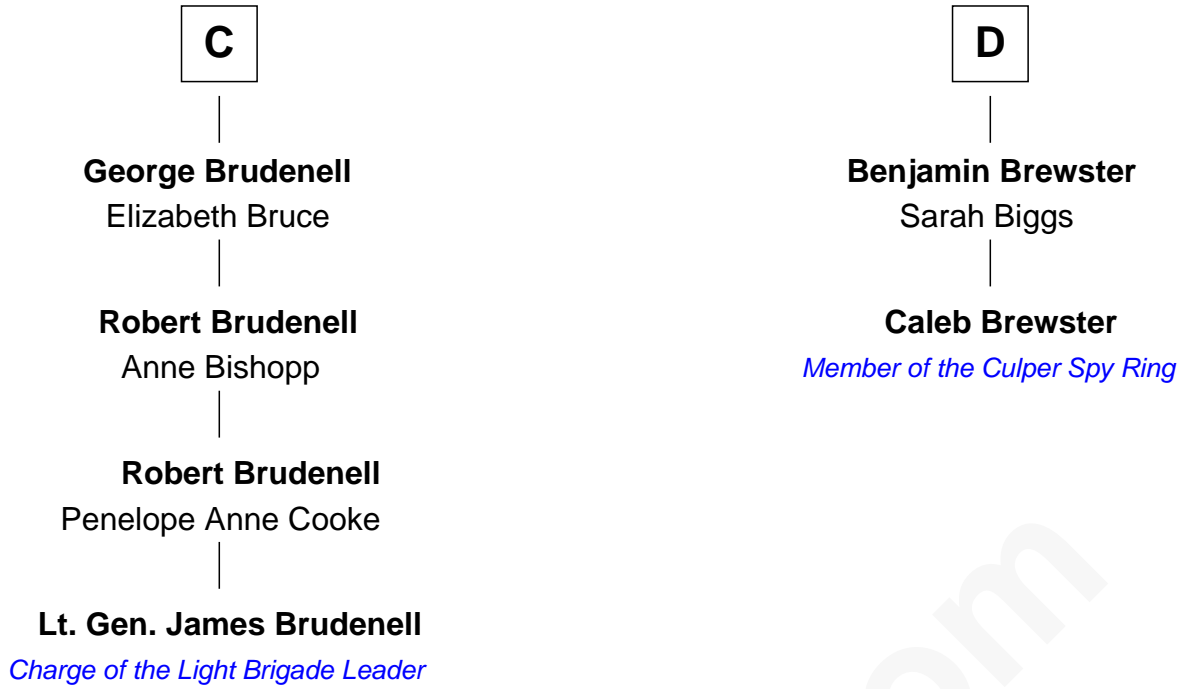 C
George Brudenell
Elizabeth Bruce
Robert Brudenell
Anne Bishopp
Robert Brudenell
Penelope Anne Cooke
Lt. Gen. James Brudenell
Charge of the Light Brigade Leader
D
Benjamin Brewster
Sarah Biggs
Caleb Brewster
Member of the Culper Spy Ring
om